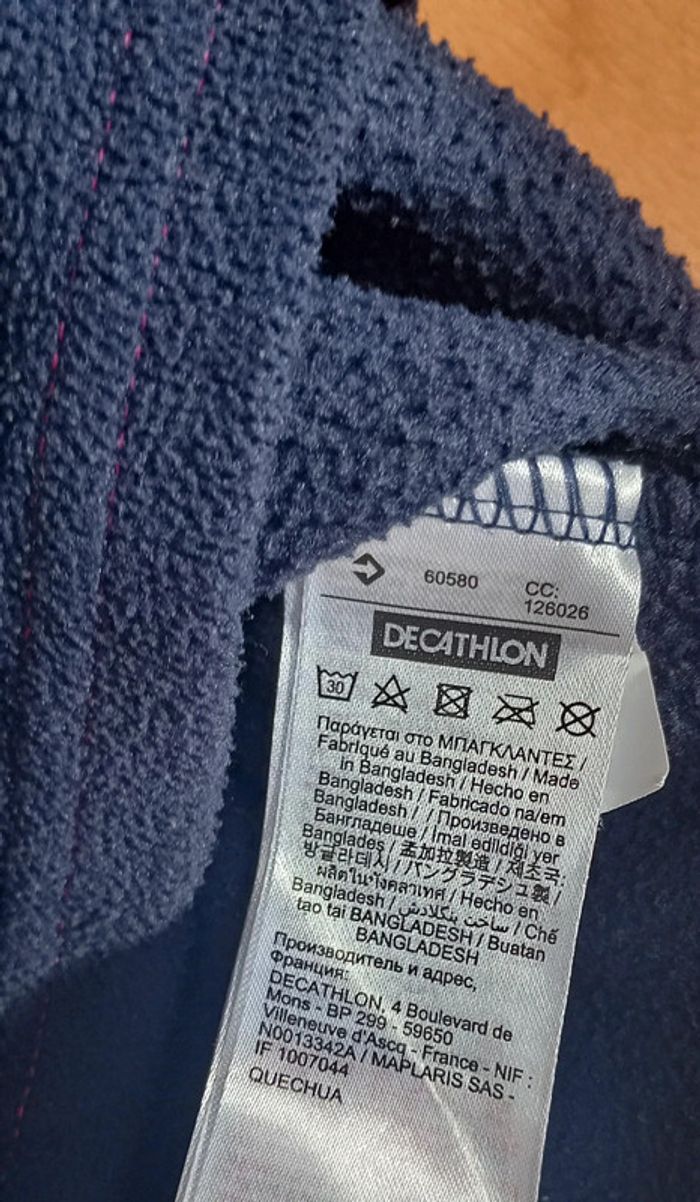 60580 CC:
126026
DECATHLON
30
Παράγεται στο ΜΠΑΓΚΛΑΝΤΕΣ /
Fabriqué au Bangladesh / Made
in Bangladesh / Hecho en
Bangladesh / Fabricado na/em
Bangladesh / / Произведено в
Бангладеше / İmal edildiği yer
Bangladeş / 孟加拉製造 / 제조국:
방글라데시 / / バングラデシュ製 /
ผลิตในบังคลาเทศ / Hecho en
Bangladesh / ساخت بنگلادش / Chế
tao tai BANGLADESH / Buatan
BANGLADESH
Производитель и адрес,
Франция:
DECATHLON, 4 Boulevard de
Mons - BP 299 - 59650
Villeneuve d'Ascq - France - NIF :
N0013342A / MAPLARIS SAS -
IF 1007044
QUECHUA